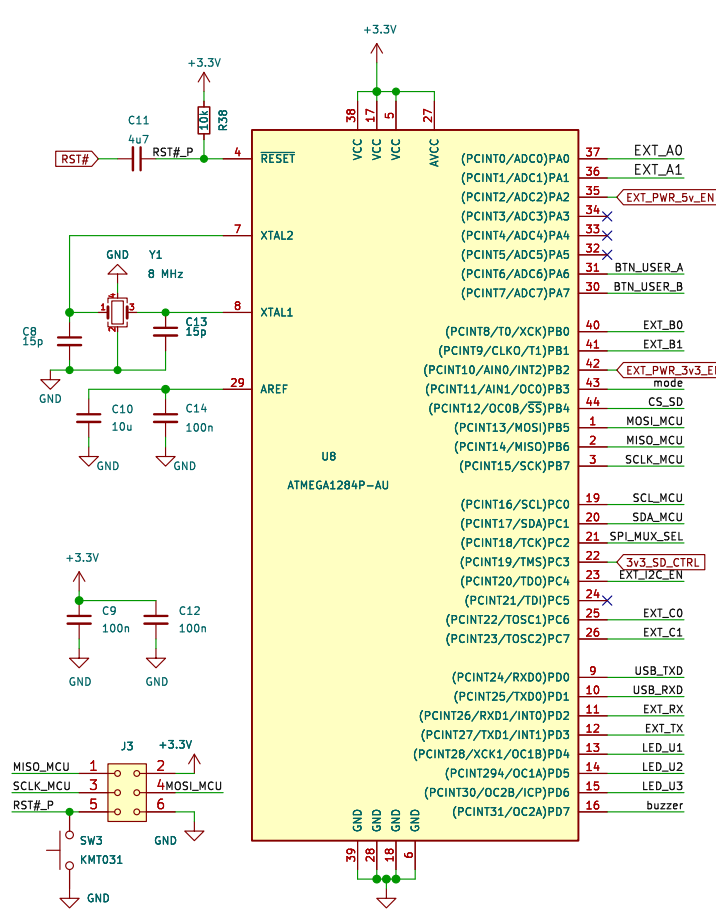 +3.3V
+3.3V
C11
4u7
10k
R38
RST#
RST#_P
38
17
5
27
VCC
VCC
VCC
AVCC
4
RESET
7
XTAL2
GND
Y1
8 MHz
4
1
3
2
8
XTAL1
C8
15p
C13
15p
GND
29
AREF
C10
10u
C14
100n
GND
GND
U8
ATMEGA1284P-AU
(PCINT0/ADC0)PA0 37 EXT_A0
(PCINT1/ADC1)PA1 36 EXT_A1
(PCINT2/ADC2)PA2 35 EXT_PWR_5v_EN
(PCINT3/ADC3)PA3 34
(PCINT4/ADC4)PA4 33
(PCINT5/ADC5)PA5 32
(PCINT6/ADC6)PA6 31 BTN_USER_A
(PCINT7/ADC7)PA7 30 BTN_USER_B
(PCINT8/T0/XCK)PB0 40 EXT_B0
(PCINT9/CLKO/T1)PB1 41 EXT_B1
(PCINT10/AIN0/INT2)PB2 42 EXT_PWR_3v3_E
(PCINT11/AIN1/OC0)PB3 43 mode
(PCINT12/OC0B/SS)PB4 44 CS_SD
(PCINT13/MOSI)PB5 1 MOSI_MCU
(PCINT14/MISO)PB6 2 MISO_MCU
(PCINT15/SCK)PB7 3 SCLK_MCU
(PCINT16/SCL)PC0 19 SCL_MCU
(PCINT17/SDA)PC1 20 SDA_MCU
(PCINT18/TCK)PC2 21 SPI_MUX_SEL
(PCINT19/TMS)PC3 22 3v3_SD_CTRL
(PCINT20/TDO)PC4 23 EXT_I2C_EN
(PCINT21/TDI)PC5 24
(PCINT22/TOSC1)PC6 25 EXT_C0
(PCINT23/TOSC2)PC7 26 EXT_C1
(PCINT24/RXD0)PD0 9 USB_TXD
(PCINT25/TXD0)PD1 10 USB_RXD
(PCINT26/RXD1/INT0)PD2 11 EXT_RX
(PCINT27/TXD1/INT1)PD3 12 EXT_TX
(PCINT28/XCK1/OC1B)PD4 13 LED_U1
(PCINT294/OC1A)PD5 14 LED_U2
(PCINT30/OC2B/ICP)PD6 15 LED_U3
(PCINT31/OC2A)PD7 16 buzzer
+3.3V
C9
100n
C12
100n
GND
GND
J3
+3.3V
MISO_MCU 1 2
SCLK_MCU 3 4 MOSI_MCU
RST#_P 5 6
GND
SW3
KMT031
GND
GND
GND
GND
GND
39
28
18
6